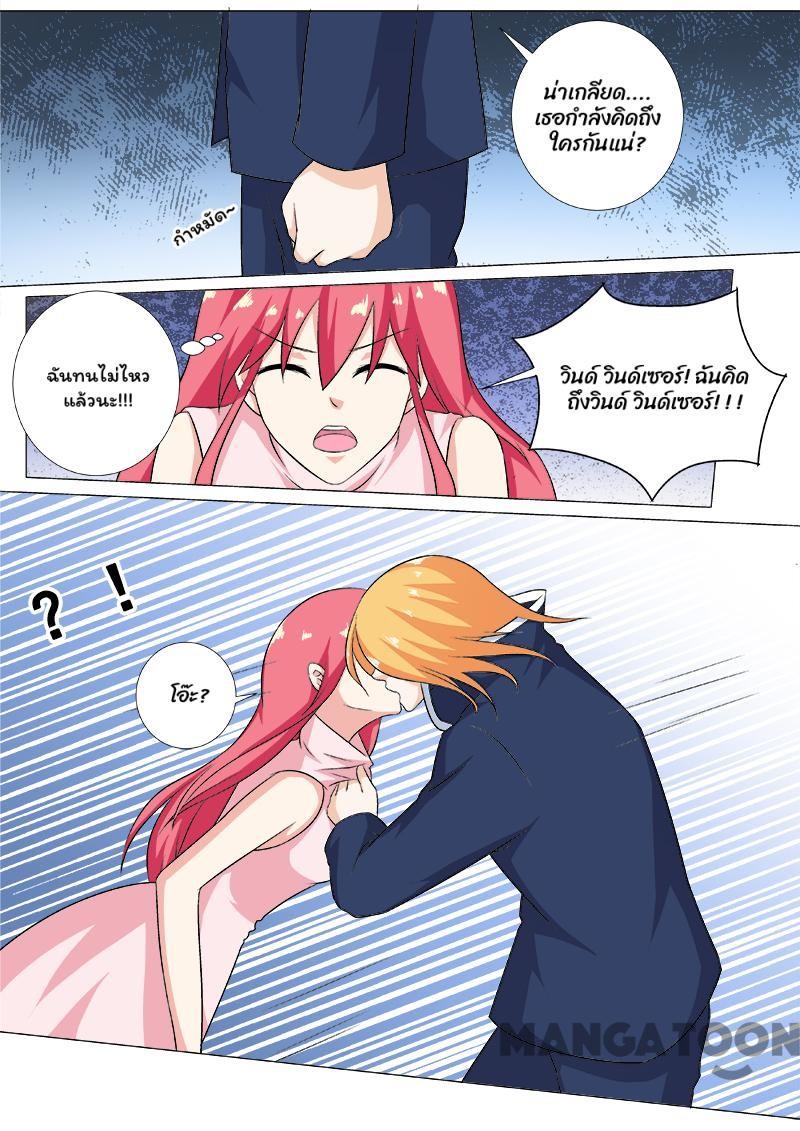 น่าเกลียด....
เธอกำลังคิดถึง
ใครกันแน่?
กำหมัด~
ฉันทนไม่ไหว
แล้วนะ!!!
วินด์ วินด์เซอร์! ฉันคิด
ถึงวินด์ วินด์เซอร์!!!
? !
โอ๊ะ?
MANGATOON